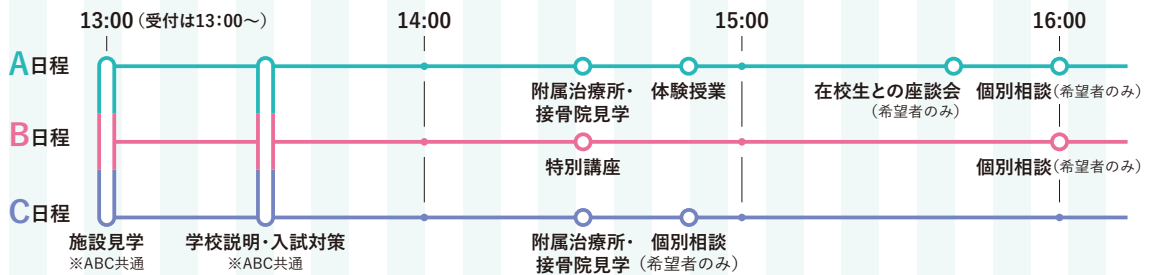 13:00（受付は13:00～）
14:00
15:00
16:00
A日程
附属治療所・
接骨院見学
体験授業
在校生との座談会
（希望者のみ）
個別相談（希望者のみ）
B日程
特別講座
個別相談（希望者のみ）
C日程
施設見学
※ABC共通
学校説明・入試対策
※ABC共通
附属治療所・
接骨院見学
個別相談
（希望者のみ）